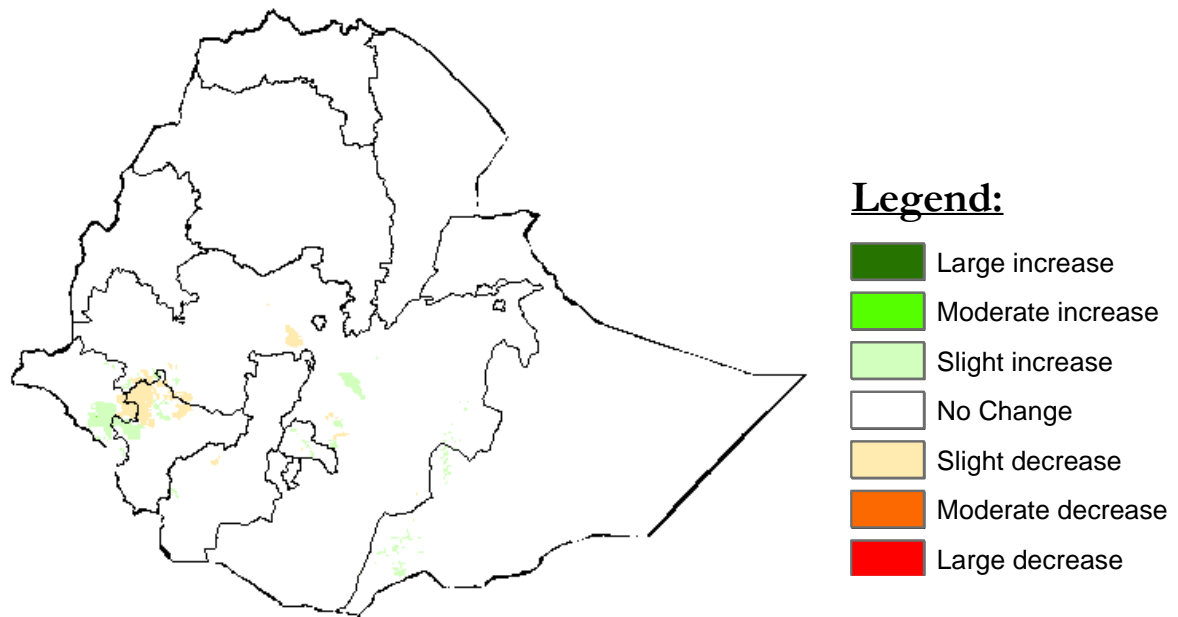 Legend:
Large increase
Moderate increase
Slight increase
No Change
Slight decrease
Moderate decrease
Large decrease